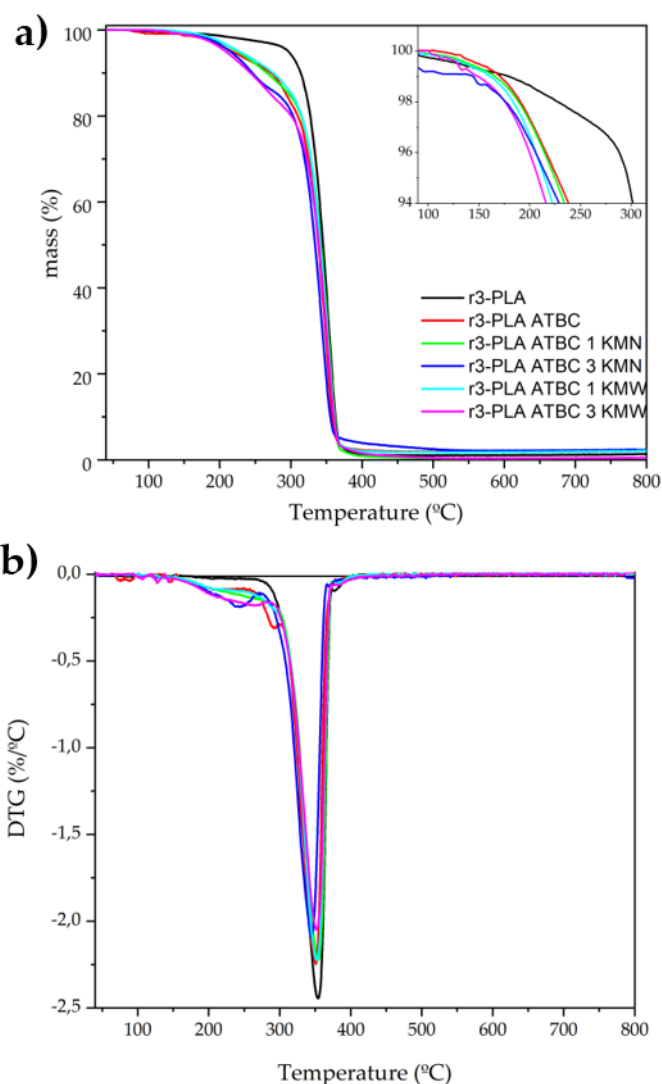 a)
100
80
60
40
20
0
mass (%)
100
98
96
94
100 150 200 250 300
r3-PLA
r3-PLA ATBC
r3-PLA ATBC 1 KMN
r3-PLA ATBC 3 KMN
r3-PLA ATBC 1 KMW
r3-PLA ATBC 3 KMW
100 200 300 400 500 600 700 800
Temperature (ºC)
b)
0,0
-0,5
-1,0
-1,5
-2,0
-2,5
DTG (%/ºC)
100 200 300 400 500 600 700 800
Temperature (ºC)